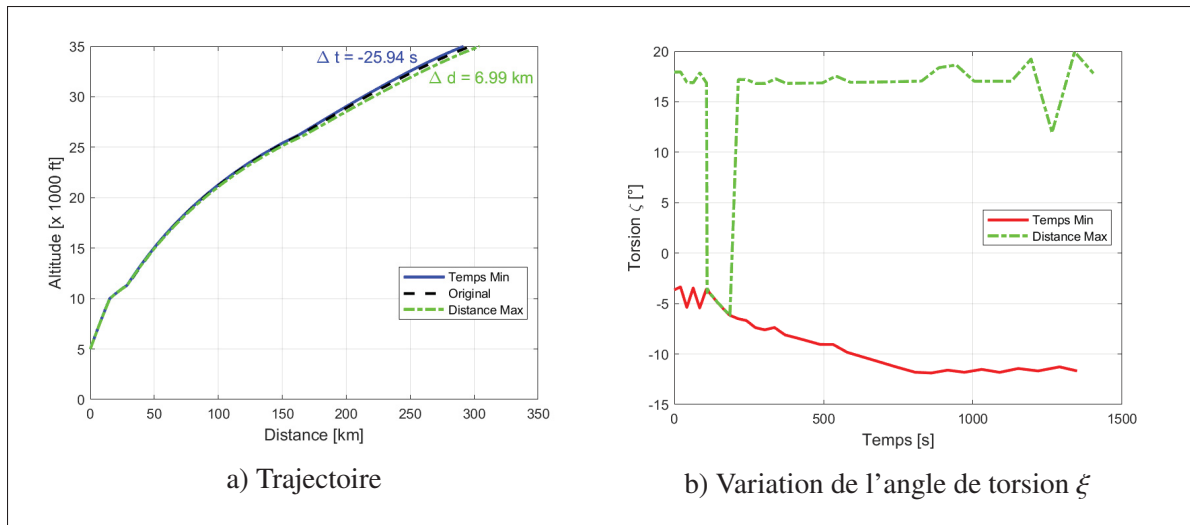 35
30
25
20
15
10
5
0
Altitude [x 1000 ft]
Δ t = -25.94 s
Δ d = 6.99 km
Temps Min
Original
Distance Max
0 50 100 150 200 250 300 350
Distance [km]
a) Trajectoire
20
15
10
5
0
-5
-10
-15
Torsion ζ [°]
Temps Min
Distance Max
0 500 1000 1500
Temps [s]
b) Variation de l’angle de torsion ξ